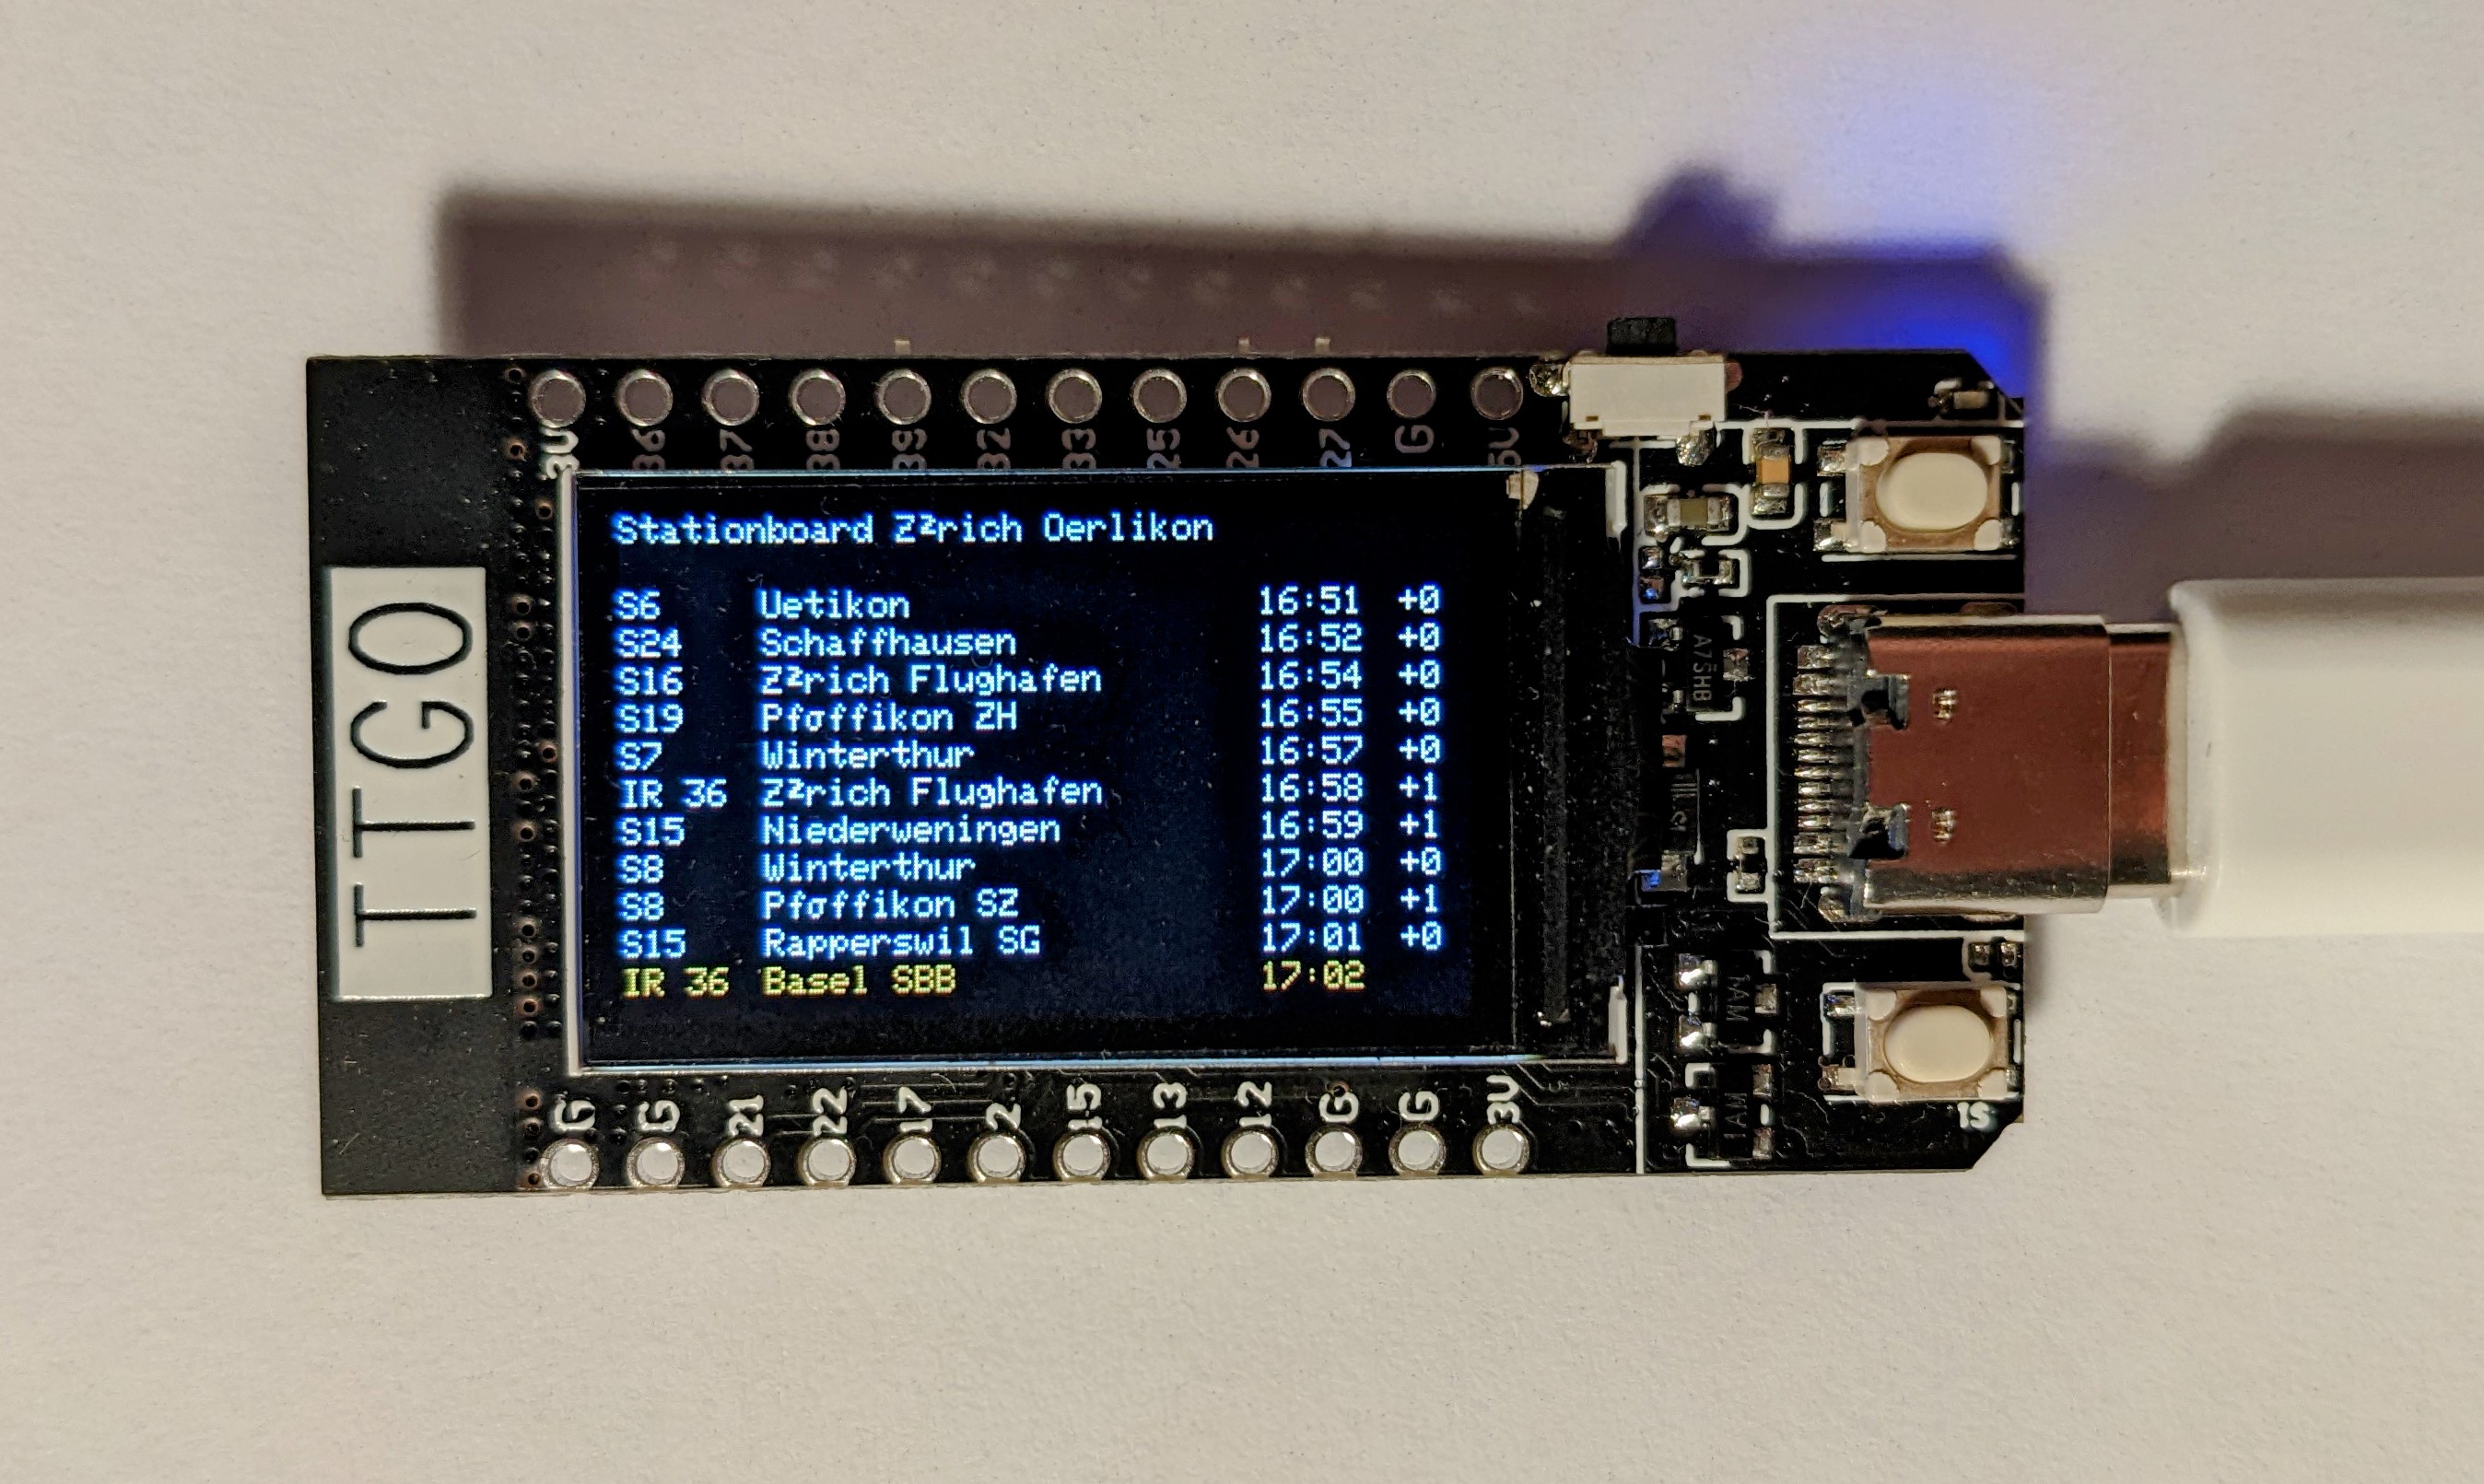 TTGO
3V 36 37 38 39 32 33 25 26 27 G 5V
Stationboard Z²rich Oerlikon
S6 Uetikon 16:51 +0
S24 Schaffhausen 16:52 +0
S16 Z²rich Flughafen 16:54 +0
S19 Pfσffikon ZH 16:55 +0
S7 Winterthur 16:57 +0
IR 36 Z²rich Flughafen 16:58 +1
S15 Niederweningen 16:59 +1
S8 Winterthur 17:00 +0
S8 Pfσffikon SZ 17:00 +1
S15 Rapperswil SG 17:01 +0
IR 36 Basel SBB 17:02
G G 21 22 17 2 15 13 12 G G 3V
A75HB